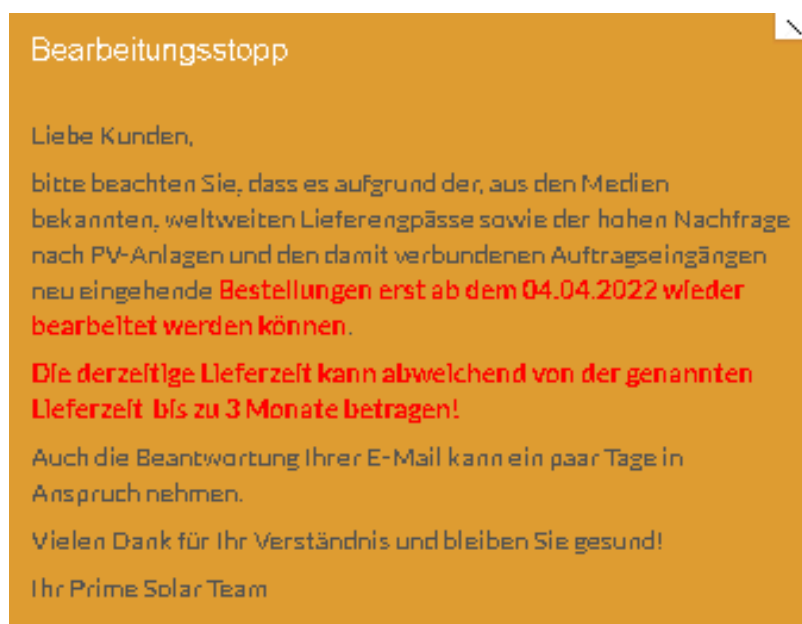 Bearbeitungsstopp
Liebe Kunden,
bitte beachten Sie, dass es aufgrund der, aus den Medien
bekannten, weltweiten Lieferengpässe sowie der hohen Nachfrage
nach PV-Anlagen und den damit verbundenen Auftragseingängen
neu eingehende Bestellungen erst ab dem 04.04.2022 wieder
bearbeitet werden können.
Die derzeitige Lieferzeit kann abweichend von der genannten
Lieferzeit bis zu 3 Monate betragen!
Auch die Beantwortung Ihrer E-Mail kann ein paar Tage in
Anspruch nehmen.
Vielen Dank für Ihr Verständnis und bleiben Sie gesund!
Ihr Prime Solar Team